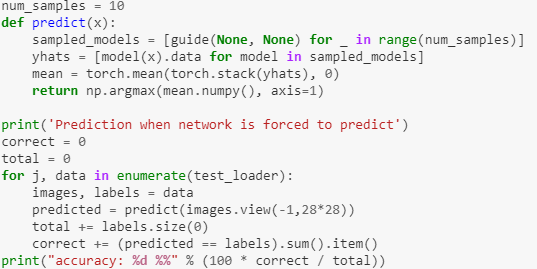 num_samples = 10
def predict(x):
    sampled_models = [guide(None, None) for _ in range(num_samples)]
    yhats = [model(x).data for model in sampled_models]
    mean = torch.mean(torch.stack(yhats), 0)
    return np.argmax(mean.numpy(), axis=1)

print('Prediction when network is forced to predict')
correct = 0
total = 0
for j, data in enumerate(test_loader):
    images, labels = data
    predicted = predict(images.view(-1,28*28))
    total += labels.size(0)
    correct += (predicted == labels).sum().item()
print("accuracy: %d %%" % (100 * correct / total))